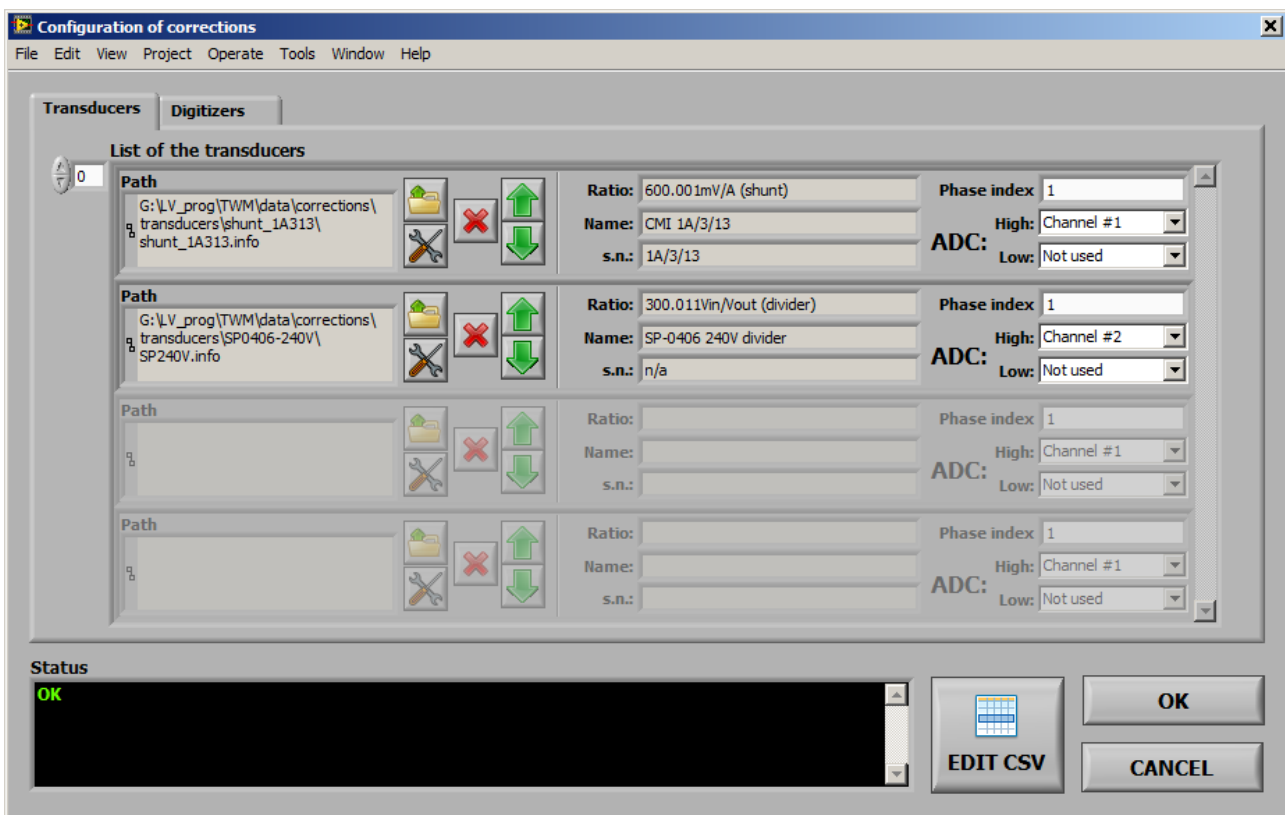 Configuration of corrections
File Edit View Project Operate Tools Window Help
Transducers Digitizers
List of the transducers
0
Path
G:\LV_prog\TWM\data\corrections\
transducers\shunt_1A313\
shunt_1A313.info
Ratio: 600.001mV/A (shunt)
Name: CMI 1A/3/13
s.n.: 1A/3/13
Phase index 1
ADC:
High: Channel #1
Low: Not used
Path
G:\LV_prog\TWM\data\corrections\
transducers\SP0406-240V\
SP240V.info
Ratio: 300.011Vin/Vout (divider)
Name: SP-0406 240V divider
s.n.: n/a
Phase index 1
ADC:
High: Channel #2
Low: Not used
Path
Ratio:
Name:
s.n.:
Phase index 1
ADC:
High: Channel #1
Low: Not used
Path
Ratio:
Name:
s.n.:
Phase index 1
ADC:
High: Channel #1
Low: Not used
Status
OK
EDIT CSV
OK
CANCEL